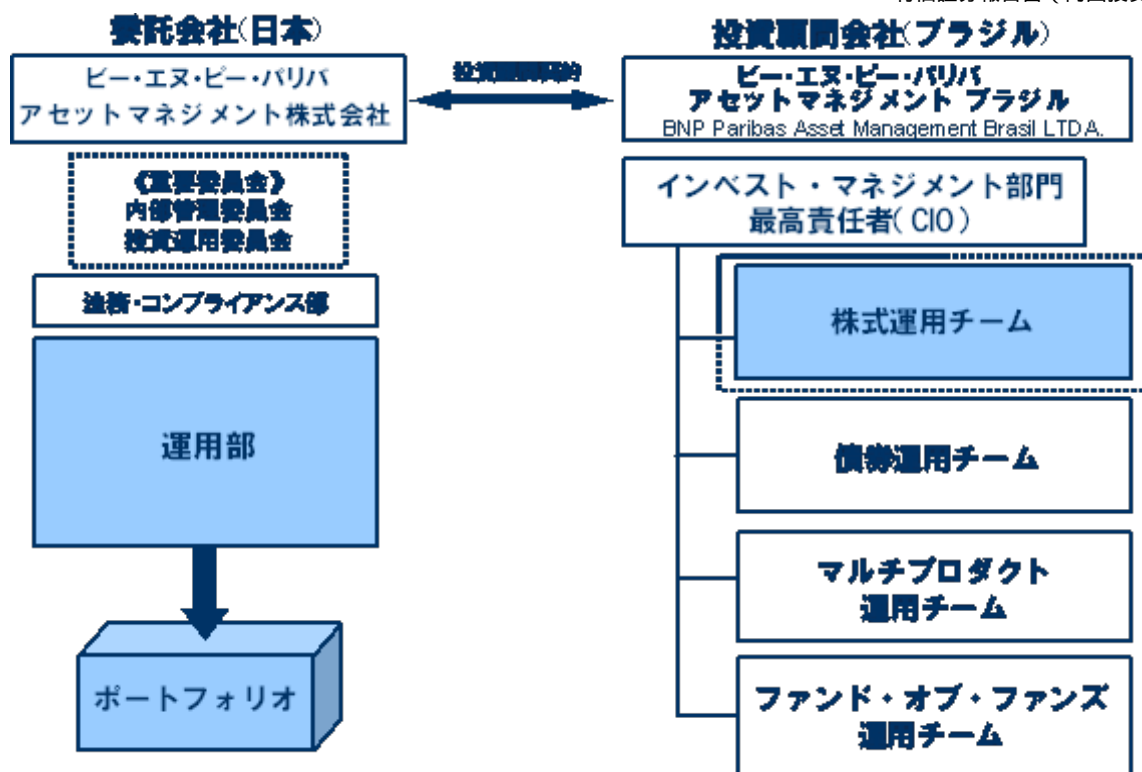 委託会社(日本)
ビー・エヌ・ピー・パリバ
アセットマネジメント株式会社
《重要委員会》
内部管理委員会
投資運用委員会
法務・コンプライアンス部
運用部
ポートフォリオ
投資顧問会社(ブラジル)
ビー・エヌ・ピー・パリバ
アセットマネジメント ブラジル
BNP Paribas Asset Management Brasil LTDA.
インベスト・マネジメント部門
最高責任者(CIO)
株式運用チーム
債券運用チーム
マルチプロダクト
運用チーム
ファンド・オブ・ファンズ
運用チーム